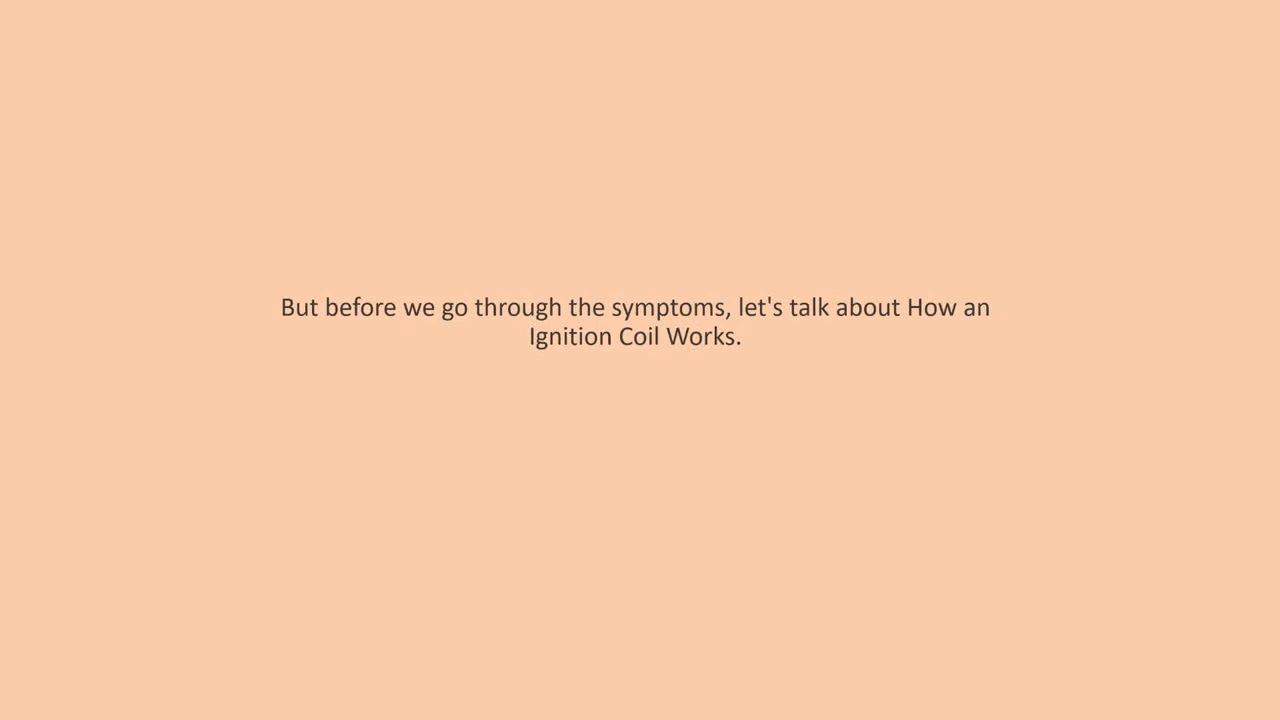 But before we go through the symptoms, let's talk about How an
Ignition Coil Works.